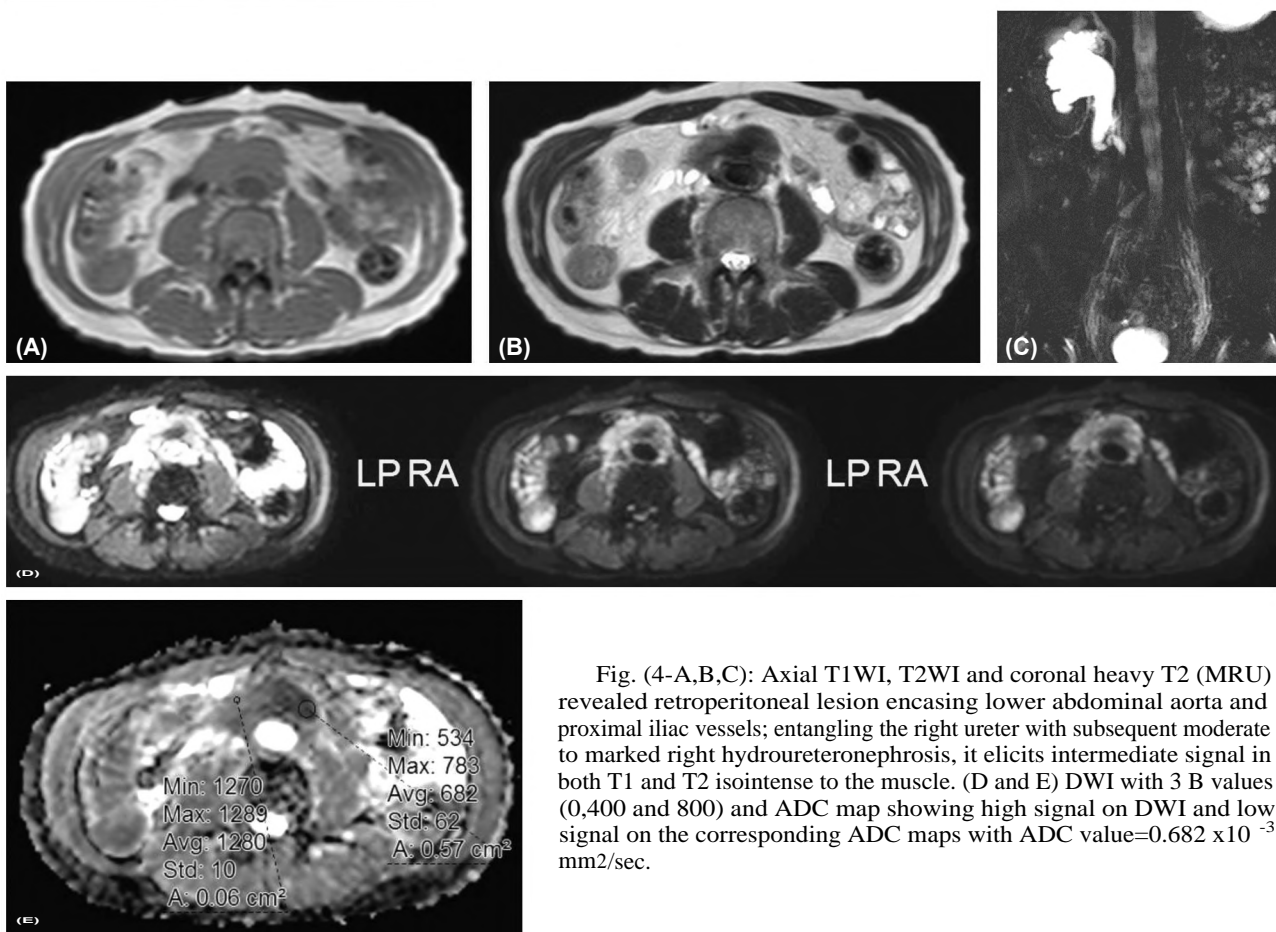 (A)
(B)
(C)
LPRA
LPRA
(D)
Min: 534
Max: 783
Avg: 682
Std: 62
A: 0.57 cm²
Min: 1270
Max: 1289
Avg: 1280
Std: 10
A: 0.06 cm²
(E)
Fig. (4-A,B,C): Axial T1WI, T2WI and coronal heavy T2 (MRU)
revealed retroperitoneal lesion encasing lower abdominal aorta and
proximal iliac vessels; entangling the right ureter with subsequent moderate
to marked right hydroureteronephrosis, it elicits intermediate signal in
both T1 and T2 isointense to the muscle. (D and E) DWI with 3 B values
(0,400 and 800) and ADC map showing high signal on DWI and low
signal on the corresponding ADC maps with ADC value=0.682 x10 -3
mm2/sec.